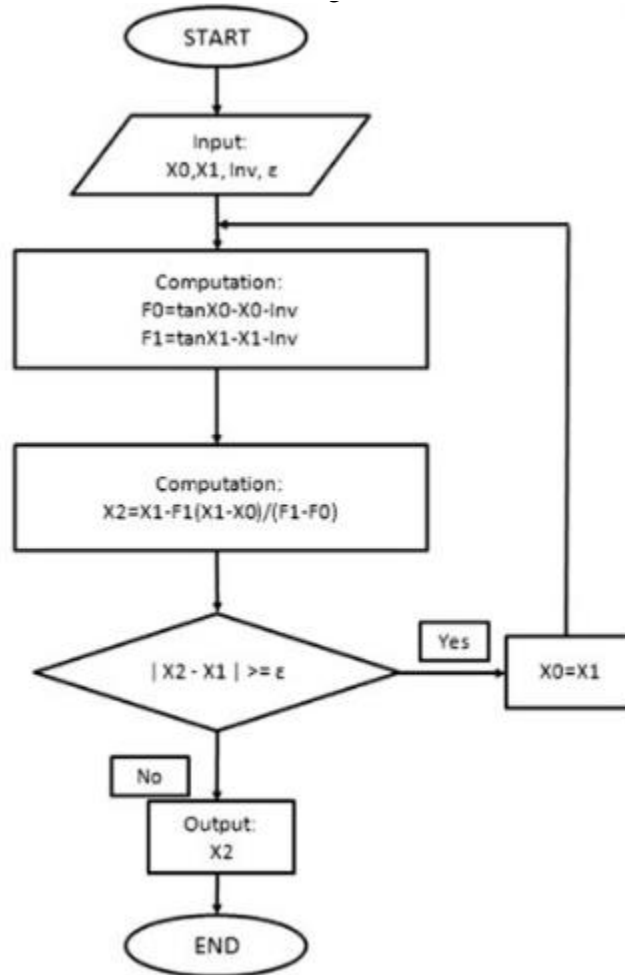 START
Input:
X0,X1, Inv, ε
Computation:
F0=tanX0-X0-Inv
F1=tanX1-X1-Inv
Computation:
X2=X1-F1(X1-X0)/(F1-F0)
| X2 - X1 | >= ε
Yes
X0=X1
No
Output:
X2
END